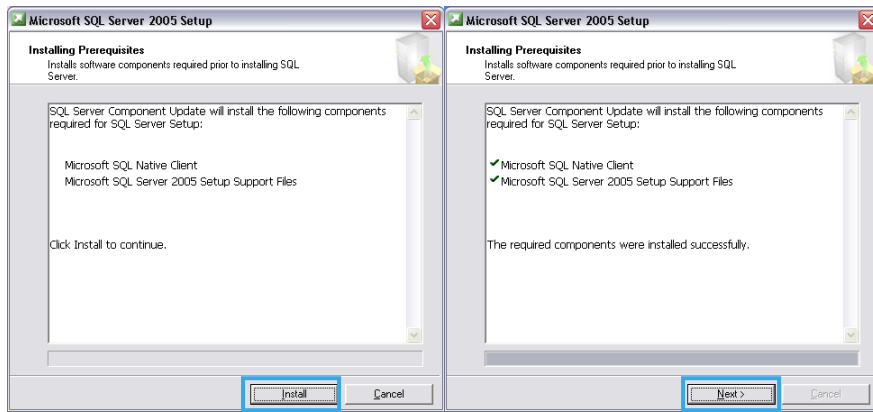 Microsoft SQL Server 2005 Setup
Installing Prerequisites
Installs software components required prior to installing SQL
Server.
SQL Server Component Update will install the following components
required for SQL Server Setup:
Microsoft SQL Native Client
Microsoft SQL Server 2005 Setup Support Files
Click Install to continue.
Install
Cancel
Microsoft SQL Server 2005 Setup
Installing Prerequisites
Installs software components required prior to installing SQL
Server.
SQL Server Component Update will install the following components
required for SQL Server Setup:
✔Microsoft SQL Native Client
✔Microsoft SQL Server 2005 Setup Support Files
The required components were installed successfully.
Next >
Cancel